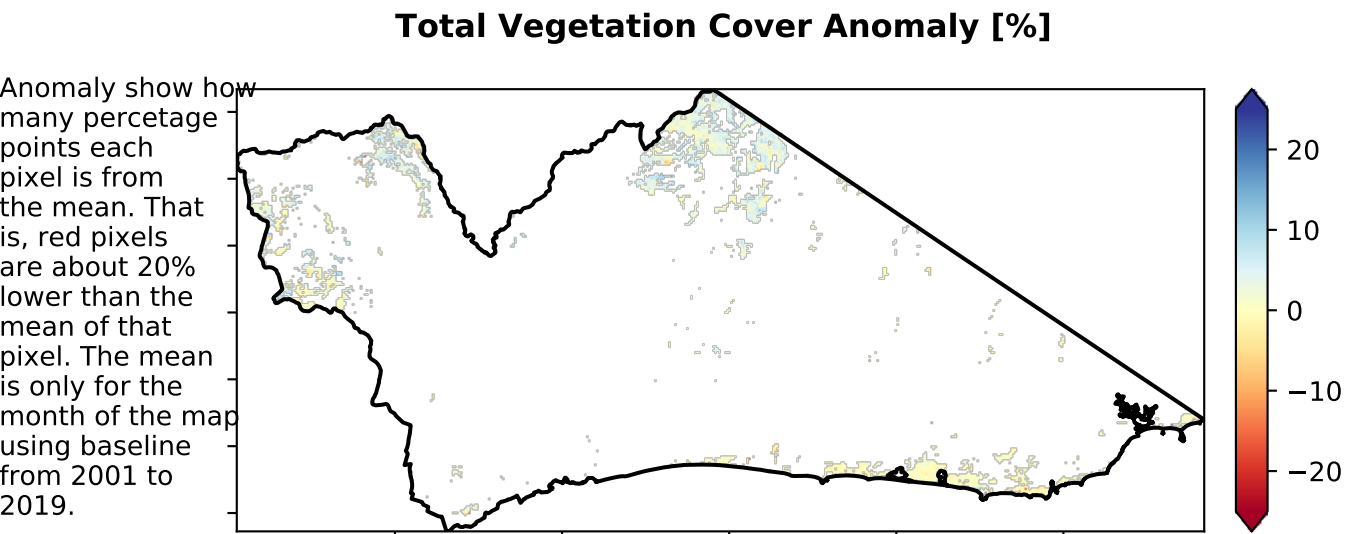 Total Vegetation Cover Anomaly [%]
Anomaly show how
many percetage
points each
pixel is from
the mean. That
is, red pixels
are about 20%
lower than the
mean of that
pixel. The mean
is only for the
month of the map
using baseline
from 2001 to
2019.
20
10
0
−10
−20